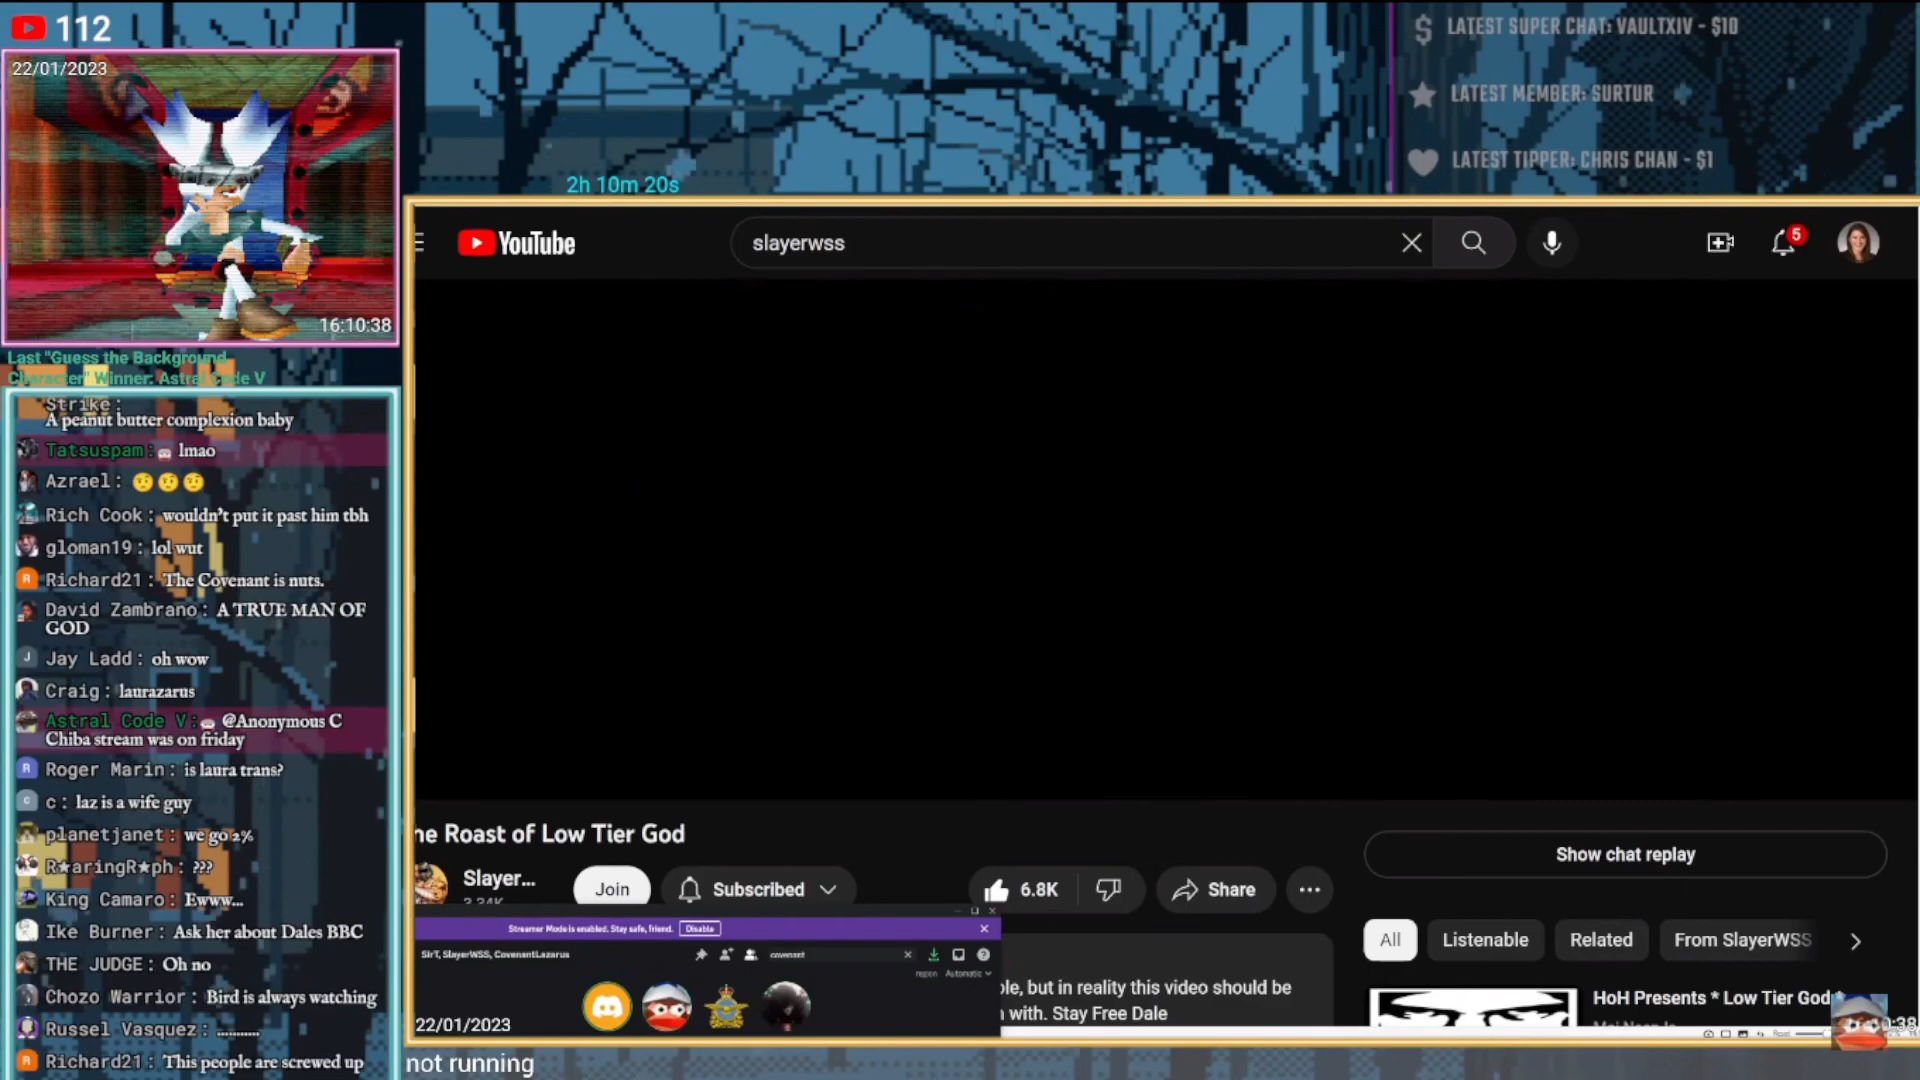 112
22/01/2023
16:10:38
Last "Guess the Background
Character" Winner: Astral Code V
Strike :
A peanut butter complexion baby
Tatsuspam : lmao
Azrael :
Rich Cook : wouldn't put it past him tbh
gloman19 : lol wut
Richard21 : The Covenant is nuts.
David Zambrano : A TRUE MAN OF
GOD
Jay Ladd : oh wow
Craig : laurazarus
Astral Code V : @Anonymous C
Chiba stream was on friday
Roger Marin : is laura trans?
c : laz is a wife guy
planetjanet : we go 2%
R★aringR★ph : ???
King Camaro : Ewww...
Ike Burner : Ask her about Dales BBC
THE JUDGE : Oh no
Chozo Warrior : Bird is always watching
Russel Vasquez : ...........
Richard21 : This people are screwed up
2h 10m 20s
LATEST SUPER CHAT: VAULTXIV - $10
LATEST MEMBER: SURTUR
LATEST TIPPER: CHRIS CHAN - $1
YouTube
slayerwss
5
he Roast of Low Tier God
Slayer...
3.34K
Join
Subscribed
6.8K
Share
Show chat replay
All
Listenable
Related
From SlayerWSS
Streamer Mode is enabled. Stay safe, friend.
Disable
SirT, SlayerWSS, CovenantLazarus
covenant
region Automatic
22/01/2023
ole, but in reality this video should be
with. Stay Free Dale
HoH Presents * Low Tier God *
:38
not running